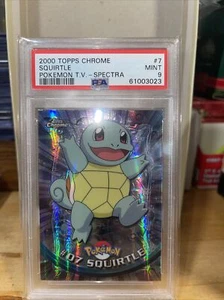 2000 TOPPS CHROME #7
SQUIRTLE MINT
POKEMON T.V.-SPECTRA 9
PSA 61003023
POKéMON
#07 SQUIRTLE